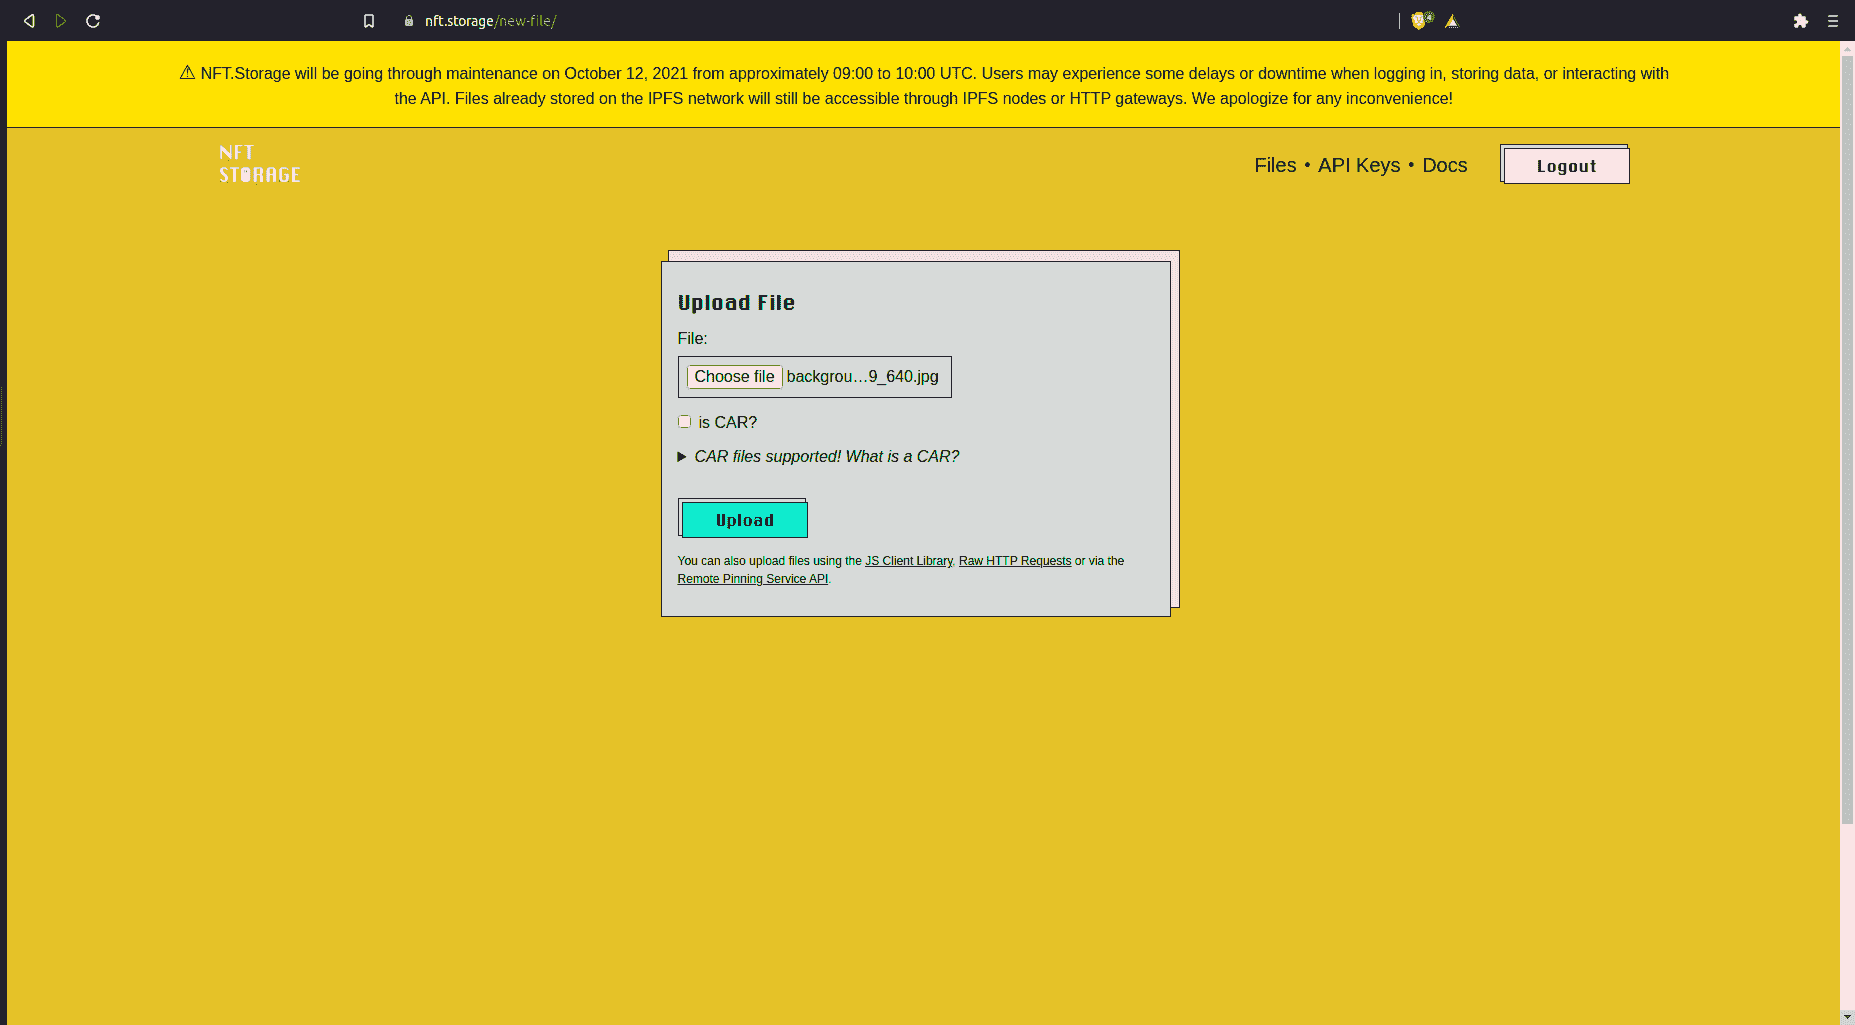 nft.storage/new-file/
⚠ NFT.Storage will be going through maintenance on October 12, 2021 from approximately 09:00 to 10:00 UTC. Users may experience some delays or downtime when logging in, storing data, or interacting with
the API. Files already stored on the IPFS network will still be accessible through IPFS nodes or HTTP gateways. We apologize for any inconvenience!
NFT
STORAGE
Files • API Keys • Docs
Logout
Upload File
File:
Choose file backgrou…9_640.jpg
is CAR?
CAR files supported! What is a CAR?
Upload
You can also upload files using the JS Client Library, Raw HTTP Requests or via the
Remote Pinning Service API.